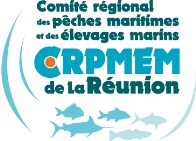 Comité régional
des pêches maritimes
et des élevages marins
CRPMEM
de la Réunion